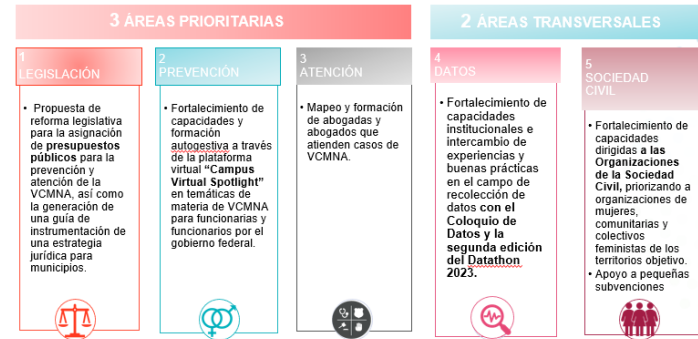 3 ÁREAS PRIORITARIAS
2 ÁREAS TRANSVERSALES
1
LEGISLACIÓN
• Propuesta de
reforma legislativa
para la asignación
de presupuestos
públicos para la
prevención y
atención de la
VCMNA, así como
la generación de
una guía de
instrumentación de
una estrategia
jurídica para
municipios.
2
PREVENCIÓN
• Fortalecimiento de
capacidades y
formación
autogestiva a través
de la plataforma
virtual “Campus
Virtual Spotlight”
en temáticas de
materia de VCMNA
para funcionarias y
funcionarios por el
gobierno federal.
3
ATENCIÓN
• Mapeo y formación
de abogadas y
abogados que
atienden casos de
VCMNA.
4
DATOS
• Fortalecimiento de
capacidades
institucionales e
intercambio de
experiencias y
buenas prácticas
en el campo de
recolección de
datos con el
Coloquio de
Datos y la
segunda edición
del Datathon
2023.
5
SOCIEDAD
CIVIL
• Fortalecimiento de
capacidades
dirigidas a las
Organizaciones
de la Sociedad
Civil, priorizando a
organizaciones de
mujeres,
comunitarias y
colectivos
feministas de los
territorios objetivo.
• Apoyo a pequeñas
subvenciones